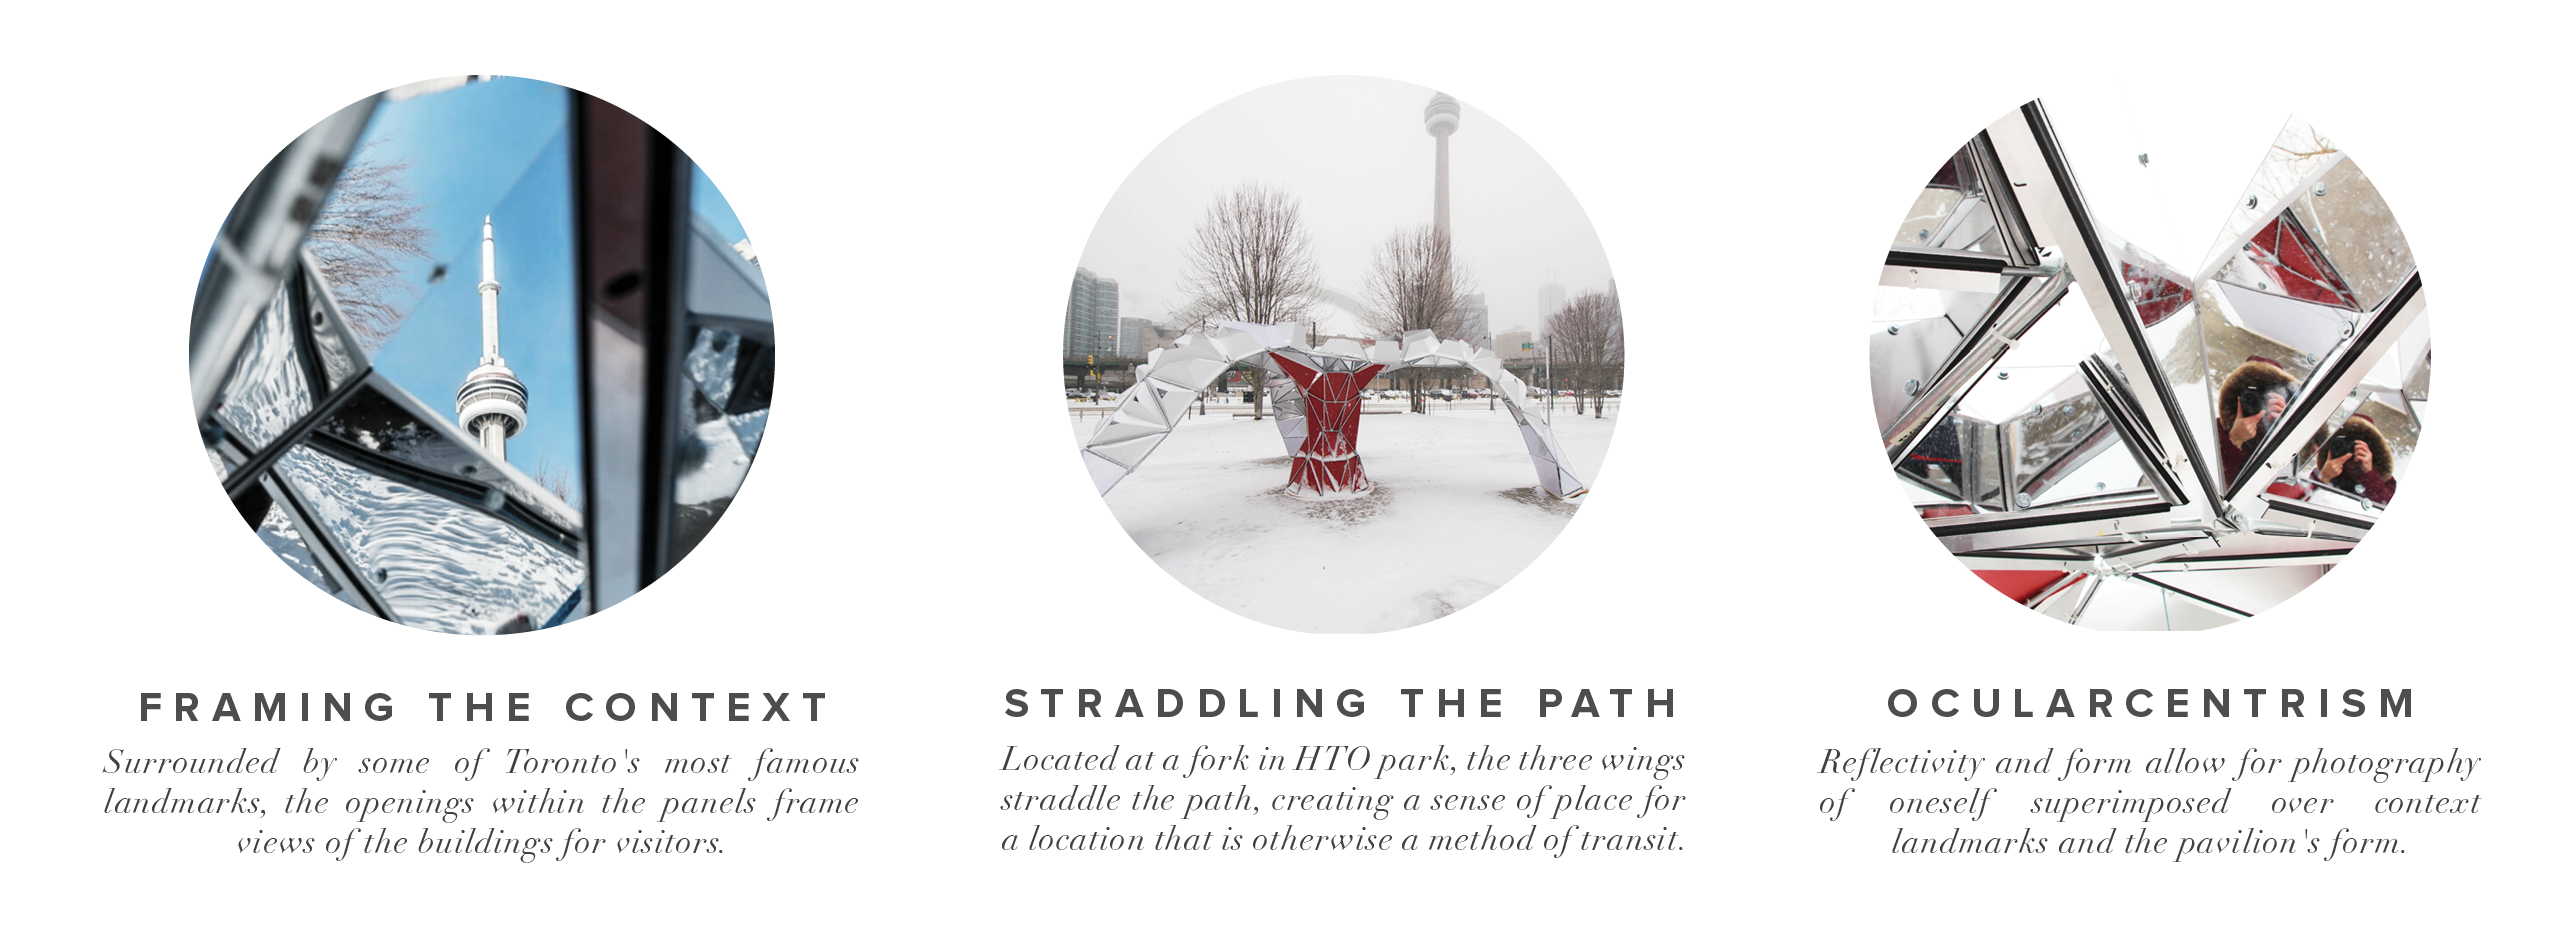 FRAMING THE CONTEXT
Surrounded by some of Toronto's most famous
landmarks, the openings within the panels frame
views of the buildings for visitors.
STRADDLING THE PATH
Located at a fork in HTO park, the three wings
straddle the path, creating a sense of place for
a location that is otherwise a method of transit.
OCULARCENTRISM
Reflectivity and form allow for photography
of oneself superimposed over context
landmarks and the pavilion's form.